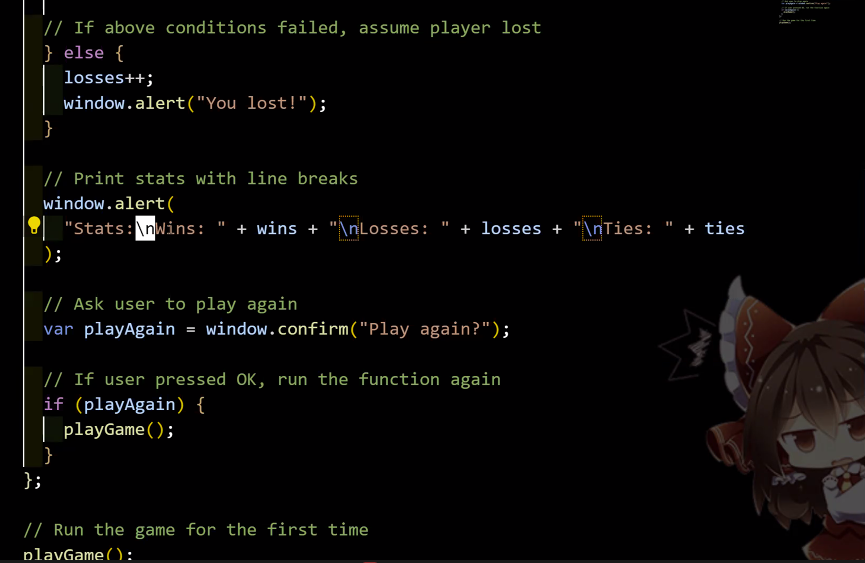 // If above conditions failed, assume player lost
} else {
losses++;
window.alert("You lost!");
}
// Print stats with line breaks
window.alert(
"Stats:\nWins: " + wins + "\nLosses: " + losses + "\nTies: " + ties
);
// Ask user to play again
var playAgain = window.confirm("Play again?");
// If user pressed OK, run the function again
if (playAgain) {
playGame();
}
};
// Run the game for the first time
playGame();